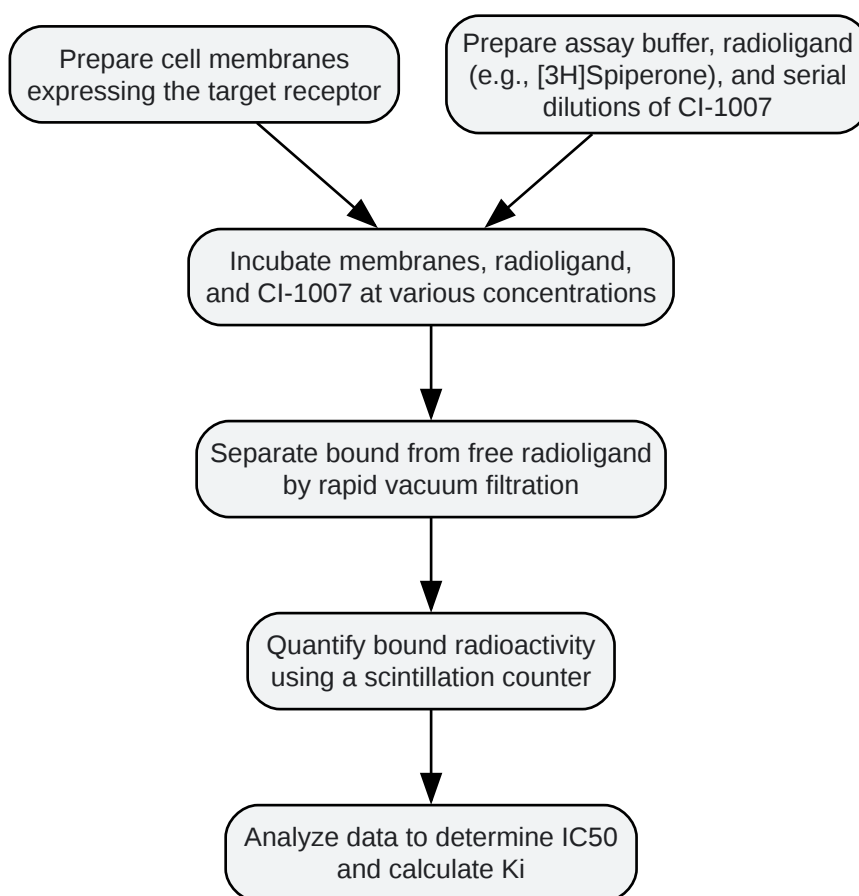 Prepare cell membranes
expressing the target receptor
Prepare assay buffer, radioligand
(e.g., [3H]Spiperone), and serial
dilutions of CI-1007
Incubate membranes, radioligand,
and CI-1007 at various concentrations
Separate bound from free radioligand
by rapid vacuum filtration
Quantify bound radioactivity
using a scintillation counter
Analyze data to determine IC50
and calculate Ki